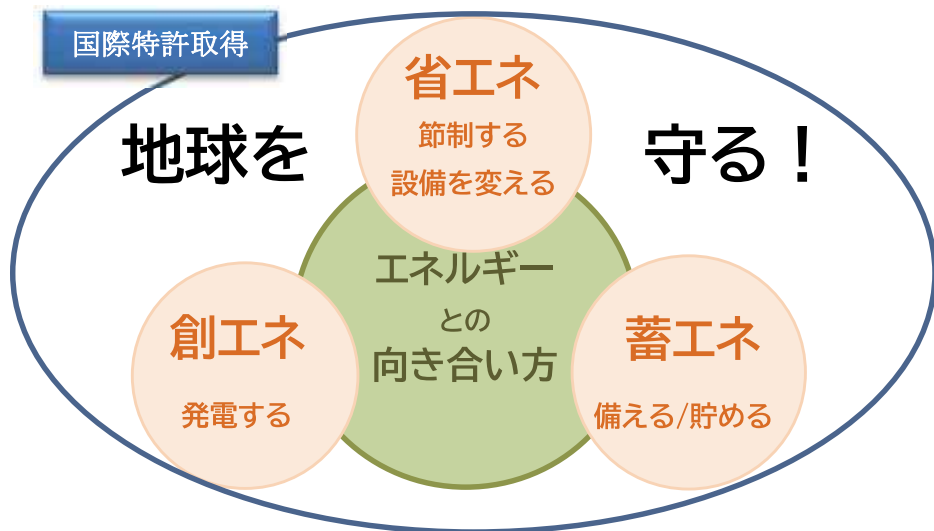 国際特許取得
地球を
守る！
省エネ
節制する
設備を変える
エネルギー
との
向き合い方
創エネ
発電する
蓄エネ
備える/貯める